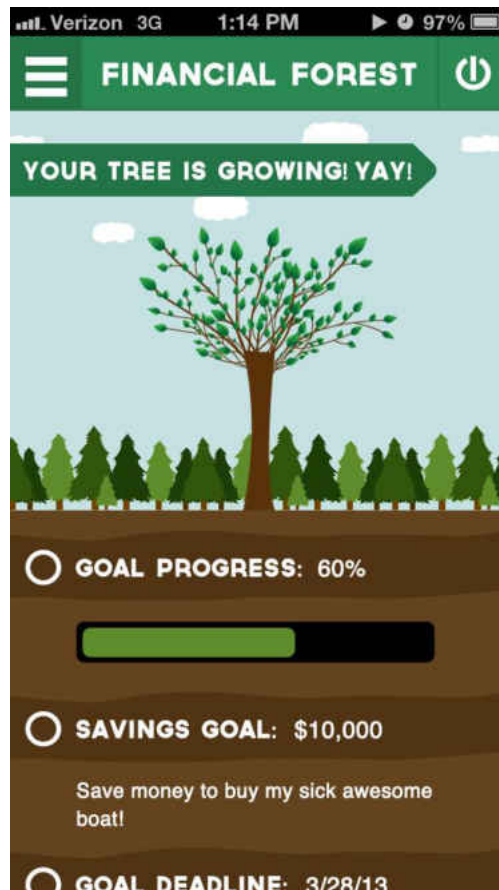 Verizon 3G 1:14 PM 97%
FINANCIAL FOREST
YOUR TREE IS GROWING! YAY!
GOAL PROGRESS: 60%
SAVINGS GOAL: $10,000
Save money to buy my sick awesome
boat!
GOAL DEADLINE: 3/28/13